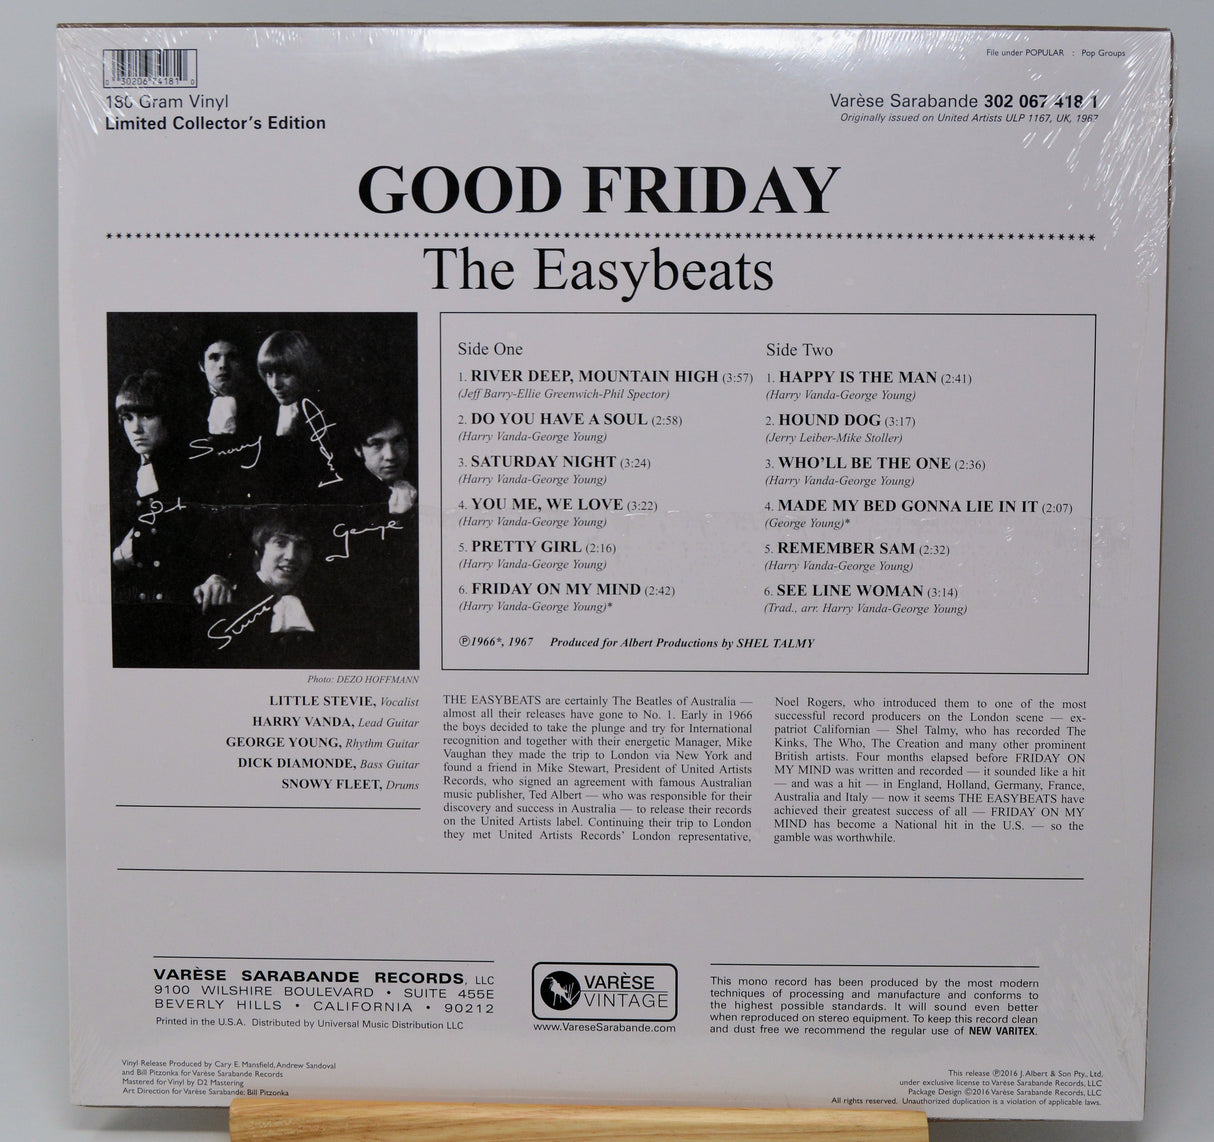 0 30206 74181 0
180 Gram Vinyl
Limited Collector's Edition
File under POPULAR : Pop Groups
Varèse Sarabande 302 067 418 1
Originally issued on United Artists ULP 1167, UK, 1967
GOOD FRIDAY
The Easybeats
Snowy
Harry
Dick
George
Stevie
Photo: DEZO HOFFMANN
LITTLE STEVIE, Vocalist
HARRY VANDA, Lead Guitar
GEORGE YOUNG, Rhythm Guitar
DICK DIAMONDE, Bass Guitar
SNOWY FLEET, Drums
Side One
1. RIVER DEEP, MOUNTAIN HIGH (3:57)
(Jeff Barry-Ellie Greenwich-Phil Spector)
2. DO YOU HAVE A SOUL (2:58)
(Harry Vanda-George Young)
3. SATURDAY NIGHT (3:24)
(Harry Vanda-George Young)
4. YOU ME, WE LOVE (3:22)
(Harry Vanda-George Young)
5. PRETTY GIRL (2:16)
(Harry Vanda-George Young)
6. FRIDAY ON MY MIND (2:42)
(Harry Vanda-George Young)*
Side Two
1. HAPPY IS THE MAN (2:41)
(Harry Vanda-George Young)
2. HOUND DOG (3:17)
(Jerry Leiber-Mike Stoller)
3. WHO'LL BE THE ONE (2:36)
(Harry Vanda-George Young)
4. MADE MY BED GONNA LIE IN IT (2:07)
(George Young)*
5. REMEMBER SAM (2:32)
(Harry Vanda-George Young)
6. SEE LINE WOMAN (3:14)
(Trad., arr. Harry Vanda-George Young)
℗1966*, 1967 Produced for Albert Productions by SHEL TALMY
THE EASYBEATS are certainly The Beatles of Australia —
almost all their releases have gone to No. 1. Early in 1966
the boys decided to take the plunge and try for International
recognition and together with their energetic Manager, Mike
Vaughan they made the trip to London via New York and
found a friend in Mike Stewart, President of United Artists
Records, who signed an agreement with famous Australian
music publisher, Ted Albert — who was responsible for their
discovery and success in Australia — to release their records
on the United Artists label. Continuing their trip to London
they met United Artists Records' London representative,
Noel Rogers, who introduced them to one of the most
successful record producers on the London scene — ex-
patriot Californian — Shel Talmy, who has recorded The
Kinks, The Who, The Creation and many other prominent
British artists. Four months elapsed before FRIDAY ON
MY MIND was written and recorded — it sounded like a hit
— and was a hit — in England, Holland, Germany, France,
Australia and Italy — now it seems THE EASYBEATS have
achieved their greatest success of all — FRIDAY ON MY
MIND has become a National hit in the U.S. — so the
gamble was worthwhile.
VARÈSE SARABANDE RECORDS, LLC
9100 WILSHIRE BOULEVARD • SUITE 455E
BEVERLY HILLS • CALIFORNIA • 90212
Printed in the U.S.A. Distributed by Universal Music Distribution LLC
VARÈSE
VINTAGE
www.VareseSarabande.com
This mono record has been produced by the most modern
techniques of processing and manufacture and conforms to
the highest possible standards. It will sound even better
when reproduced on stereo equipment. To keep this record clean
and dust free we recommend the regular use of NEW VARITEX.
Vinyl Release Produced by Cary E. Mansfield, Andrew Sandoval
and Bill Pitzonka for Varèse Sarabande Records
Mastered for Vinyl by D2 Mastering
Art Direction for Varèse Sarabande: Bill Pitzonka
This release ℗2016 J. Albert & Son Pty., Ltd.
under exclusive license to Varèse Sarabande Records, LLC
Package Design ©2016 Varèse Sarabande Records, LLC
All rights reserved. Unauthorized duplication is a violation of applicable laws.